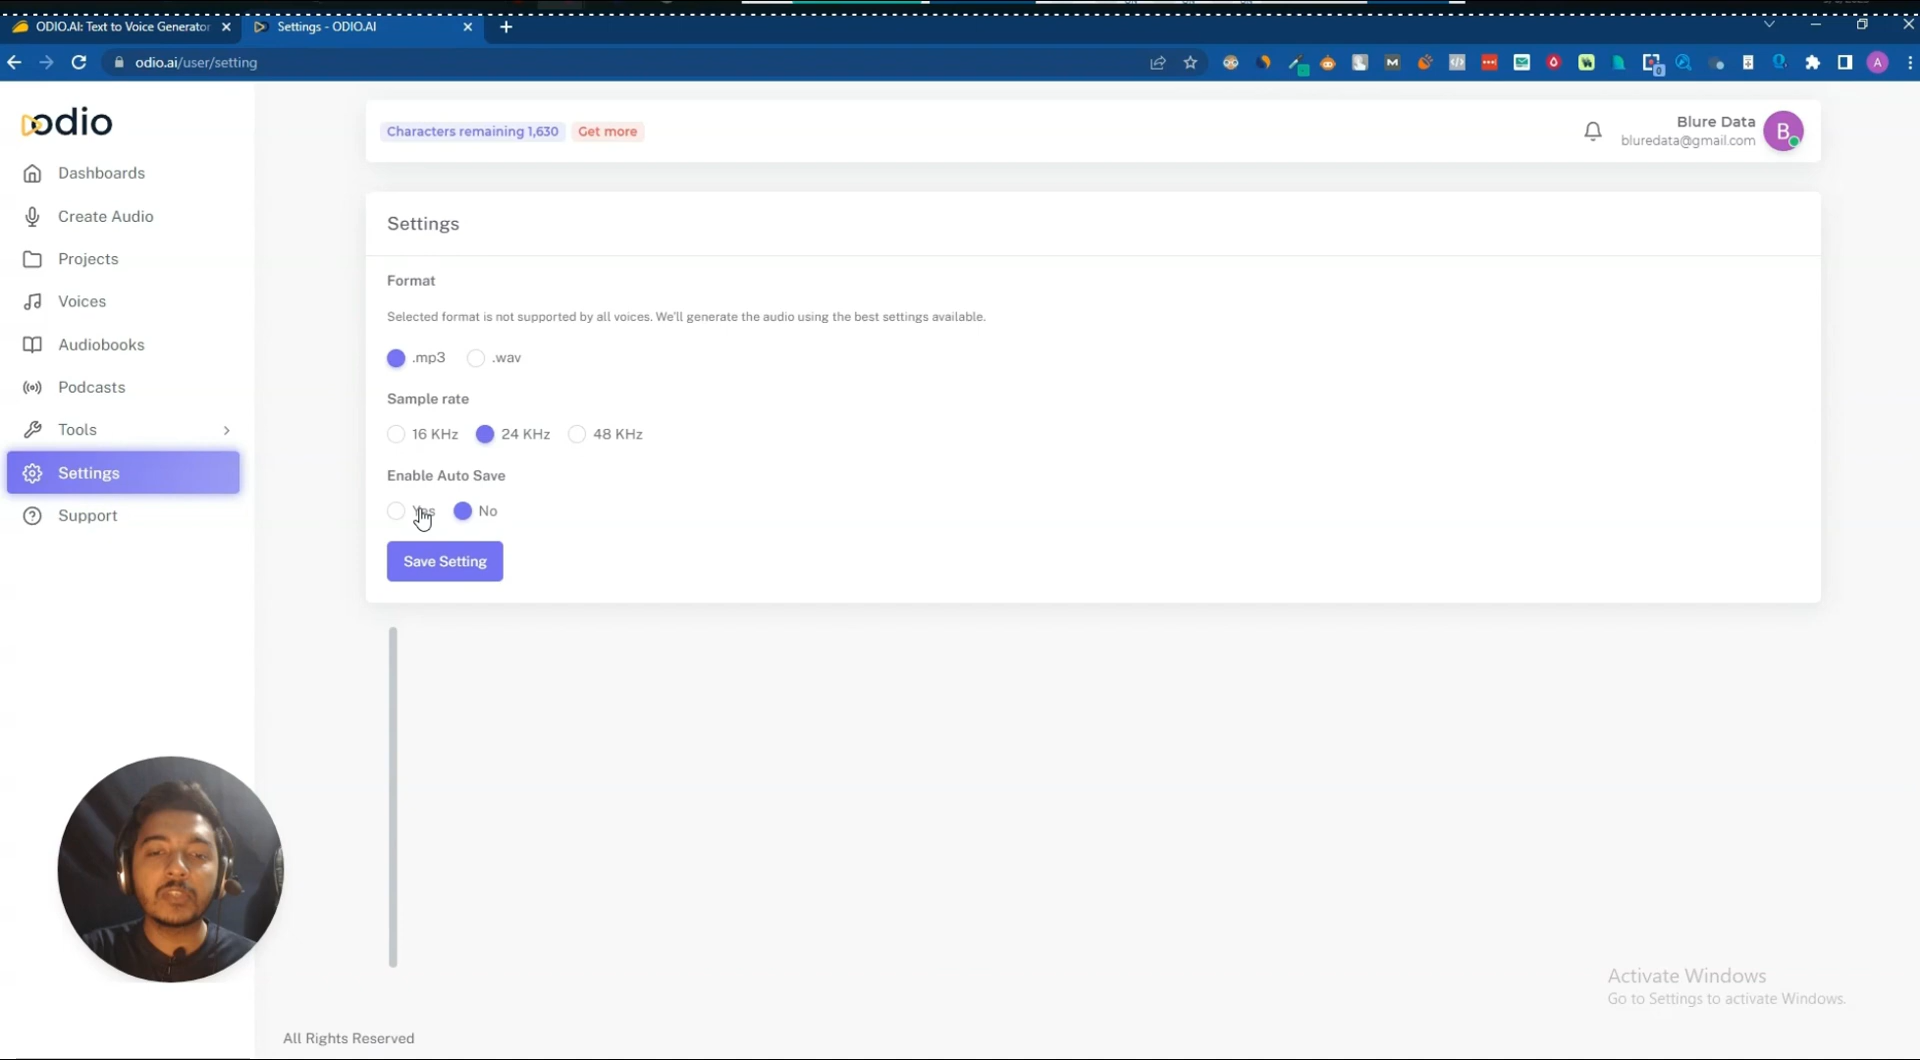 ODIO.AI: Text to Voice Generator
Settings - ODIO.AI
odio.ai/user/setting
A
odio
Characters remaining 1,630 Get more
Blure Data
bluredata@gmail.com
B
Dashboards
Create Audio
Projects
Voices
Audiobooks
Podcasts
Tools
Settings
Support
Settings
Format
Selected format is not supported by all voices. We'll generate the audio using the best settings available.
.mp3 .wav
Sample rate
16 KHz 24 KHz 48 KHz
Enable Auto Save
Yes No
Save Setting
Activate Windows
Go to Settings to activate Windows.
All Rights Reserved